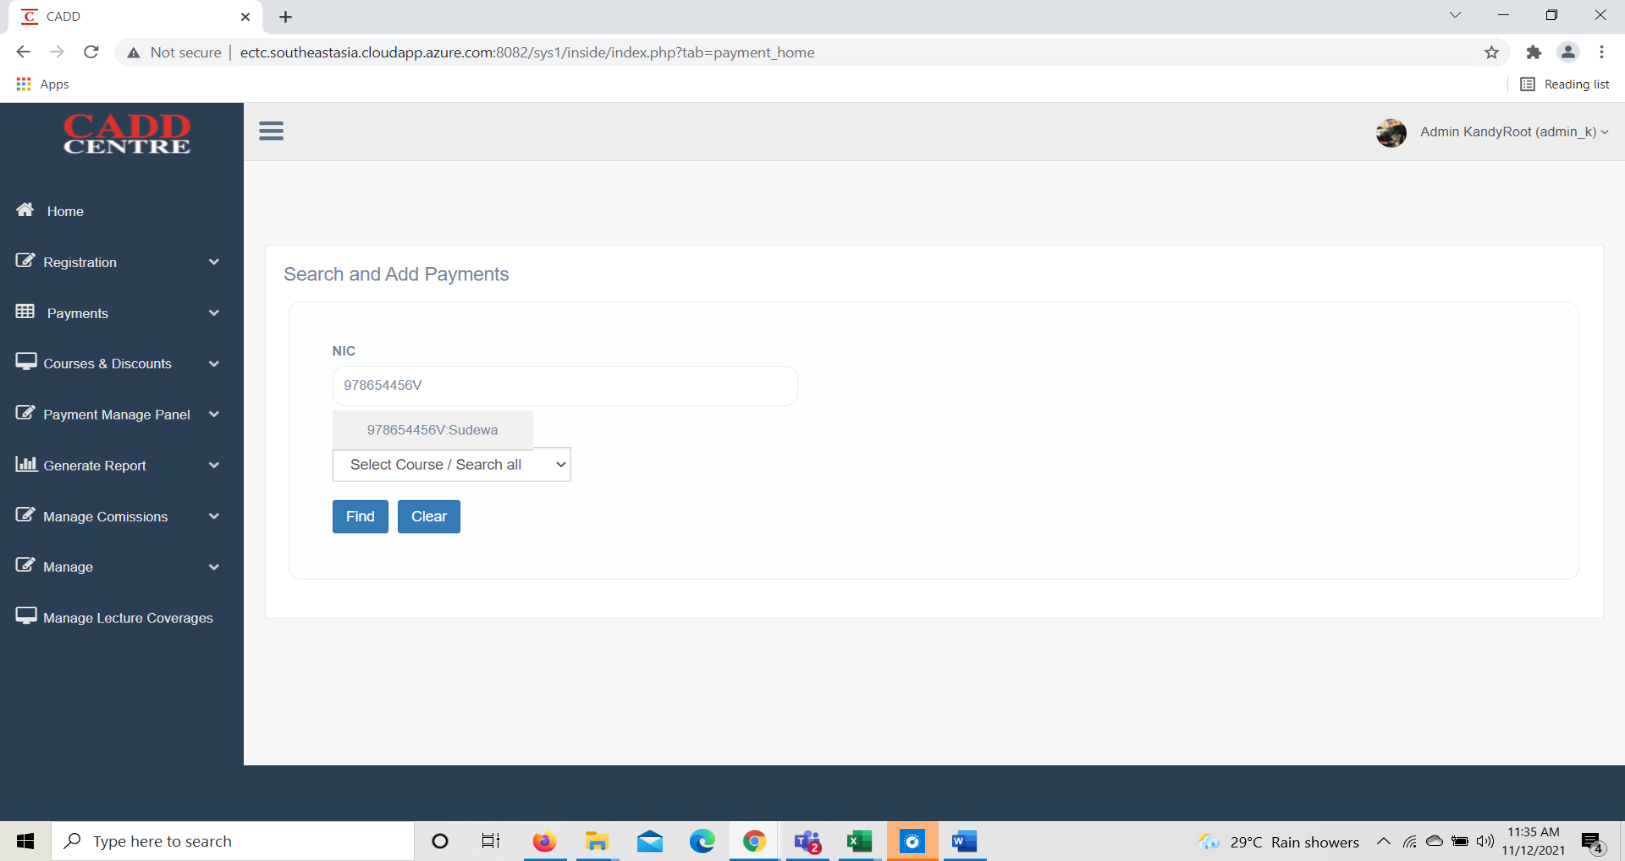 CADD
Not secure
ectc.southeastasia.cloudapp.azure.com:8082/sys1/inside/index.php?tab=payment_home
Apps
Reading list
CADD
CENTRE
Admin KandyRoot (admin_k)
Home
Registration
Payments
Courses & Discounts
Payment Manage Panel
Generate Report
Manage Comissions
Manage
Manage Lecture Coverages
Search and Add Payments
NIC
978654456V
978654456V:Sudewa
Select Course / Search all
Find
Clear
Type here to search
2
29°C Rain showers
11:35 AM
11/12/2021
4